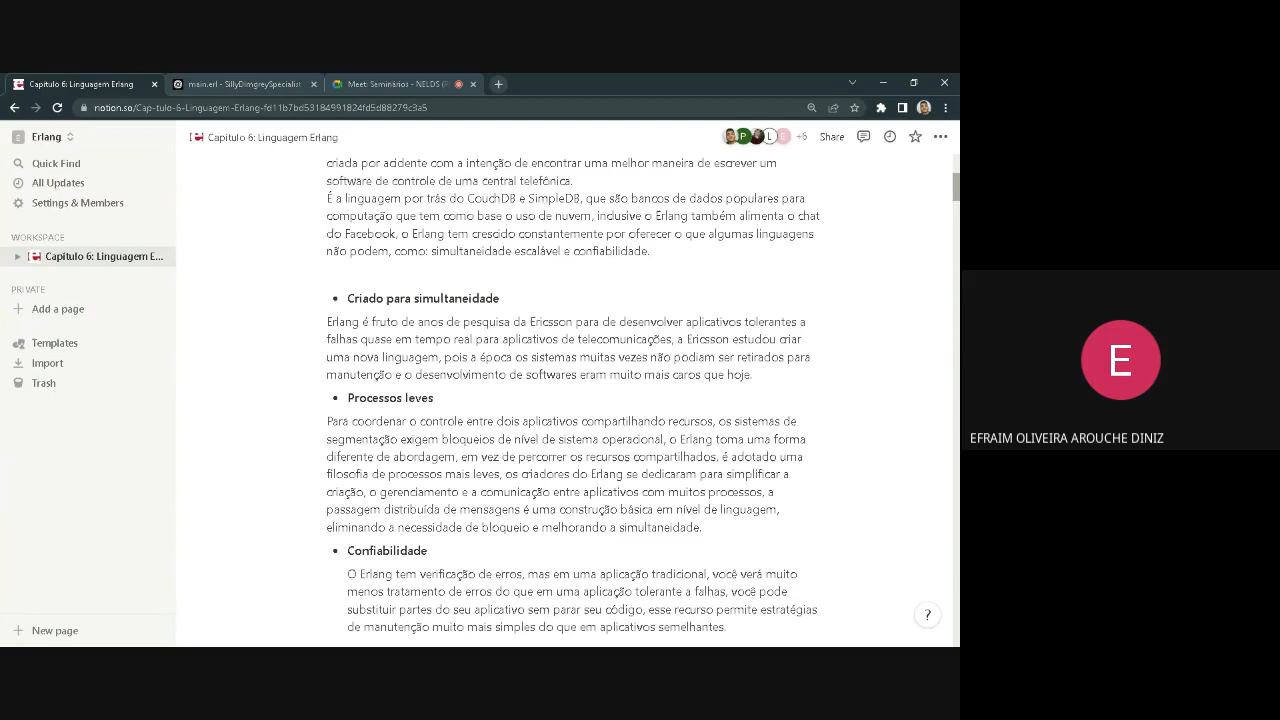 Capítulo 6: Linguagem Erlang
main.erl - SillyDimgreySpecialist
Meet: Seminários - NELDS (
notion.so/Cap-tulo-6-Linguagem-Erlang-fd11b7bd53184991824fd5d88279c3a5
E Erlang
Capítulo 6: Linguagem Erlang
P L E +6 Share
Quick Find
All Updates
Settings & Members
WORKSPACE
Capítulo 6: Linguagem E...
PRIVATE
Add a page
Templates
Import
Trash
New page
criada por acidente com a intenção de encontrar uma melhor maneira de escrever um
software de controle de uma central telefônica.
É a linguagem por trás do CouchDB e SimpleDB, que são bancos de dados populares para
computação que tem como base o uso de nuvem, inclusive o Erlang também alimenta o chat
do Facebook, o Erlang tem crescido constantemente por oferecer o que algumas linguagens
não podem, como: simultaneidade escalável e confiabilidade.
• Criado para simultaneidade
Erlang é fruto de anos de pesquisa da Ericsson para de desenvolver aplicativos tolerantes a
falhas quase em tempo real para aplicativos de telecomunicações, a Ericsson estudou criar
uma nova linguagem, pois a época os sistemas muitas vezes não podiam ser retirados para
manutenção e o desenvolvimento de softwares eram muito mais caros que hoje.
• Processos leves
Para coordenar o controle entre dois aplicativos compartilhando recursos, os sistemas de
segmentação exigem bloqueios de nível de sistema operacional, o Erlang toma uma forma
diferente de abordagem, em vez de percorrer os recursos compartilhados, é adotado uma
filosofia de processos mais leves, os criadores do Erlang se dedicaram para simplificar a
criação, o gerenciamento e a comunicação entre aplicativos com muitos processos, a
passagem distribuída de mensagens é uma construção básica em nível de linguagem,
eliminando a necessidade de bloqueio e melhorando a simultaneidade.
• Confiabilidade
O Erlang tem verificação de erros, mas em uma aplicação tradicional, você verá muito
menos tratamento de erros do que em uma aplicação tolerante a falhas, você pode
substituir partes do seu aplicativo sem parar seu código, esse recurso permite estratégias
de manutenção muito mais simples do que em aplicativos semelhantes.
?
E
EFRAIM OLIVEIRA AROUCHE DINIZ